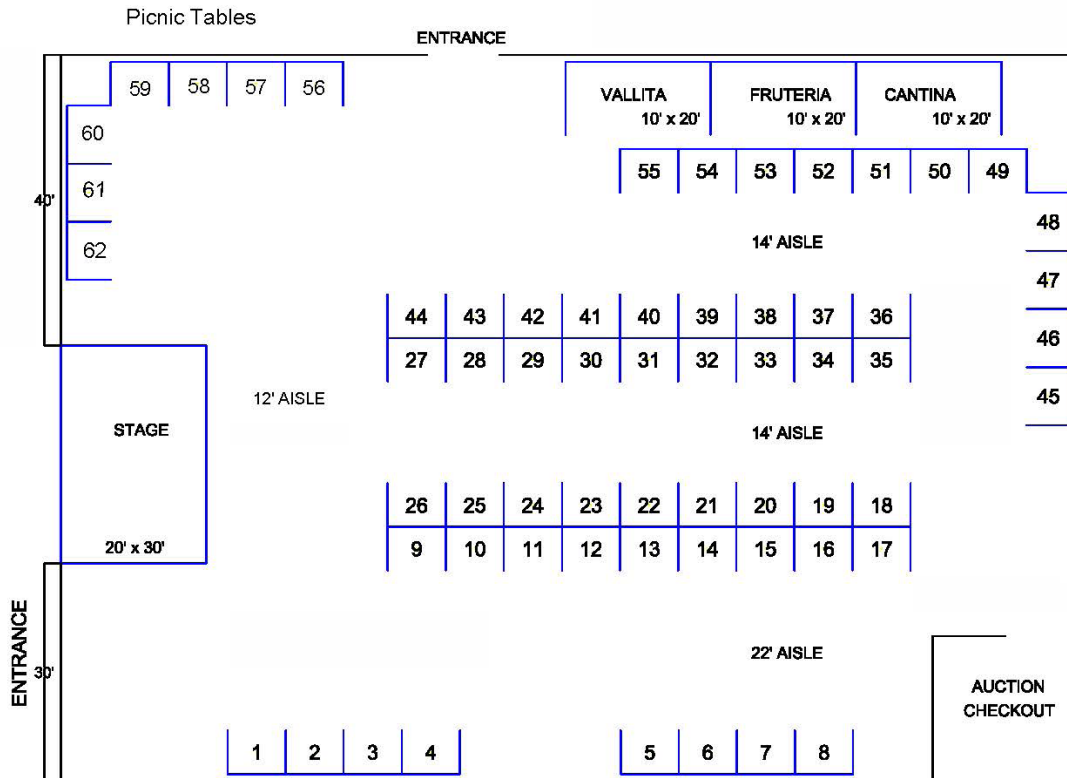 Picnic Tables
ENTRANCE
59 58 57 56
VALLITA FRUTERIA CANTINA
10' x 20' 10' x 20' 10' x 20'
60
55 54 53 52 51 50 49
61
40'
48
62
14' AISLE
47
44 43 42 41 40 39 38 37 36
46
27 28 29 30 31 32 33 34 35
45
12' AISLE
STAGE
14' AISLE
26 25 24 23 22 21 20 19 18
20' x 30'
9 10 11 12 13 14 15 16 17
ENTRANCE
30'
22' AISLE
AUCTION
CHECKOUT
1 2 3 4 5 6 7 8